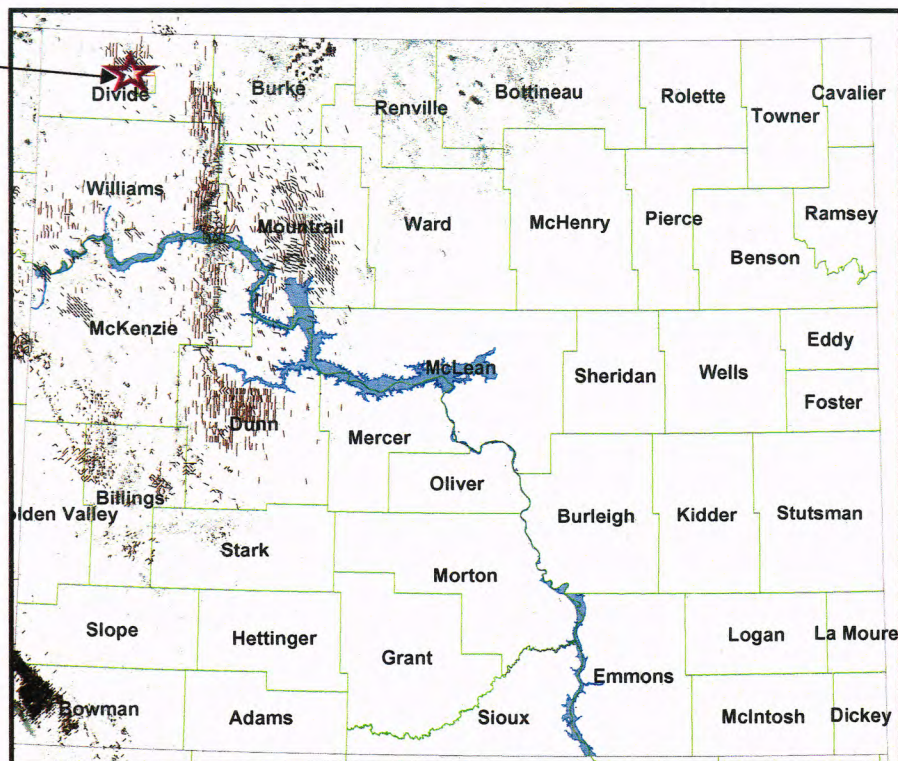 Divide
Burke
Renville
Bottineau
Rolette
Towner
Cavalier
Williams
Mountrail
Ward
McHenry
Pierce
Ramsey
Benson
McKenzie
McLean
Sheridan
Wells
Eddy
Foster
Dunn
Mercer
Oliver
Billings
olden Valley
Burleigh
Kidder
Stutsman
Stark
Morton
Slope
Hettinger
Grant
Emmons
Logan
La Moure
Bowman
Adams
Sioux
McIntosh
Dickey